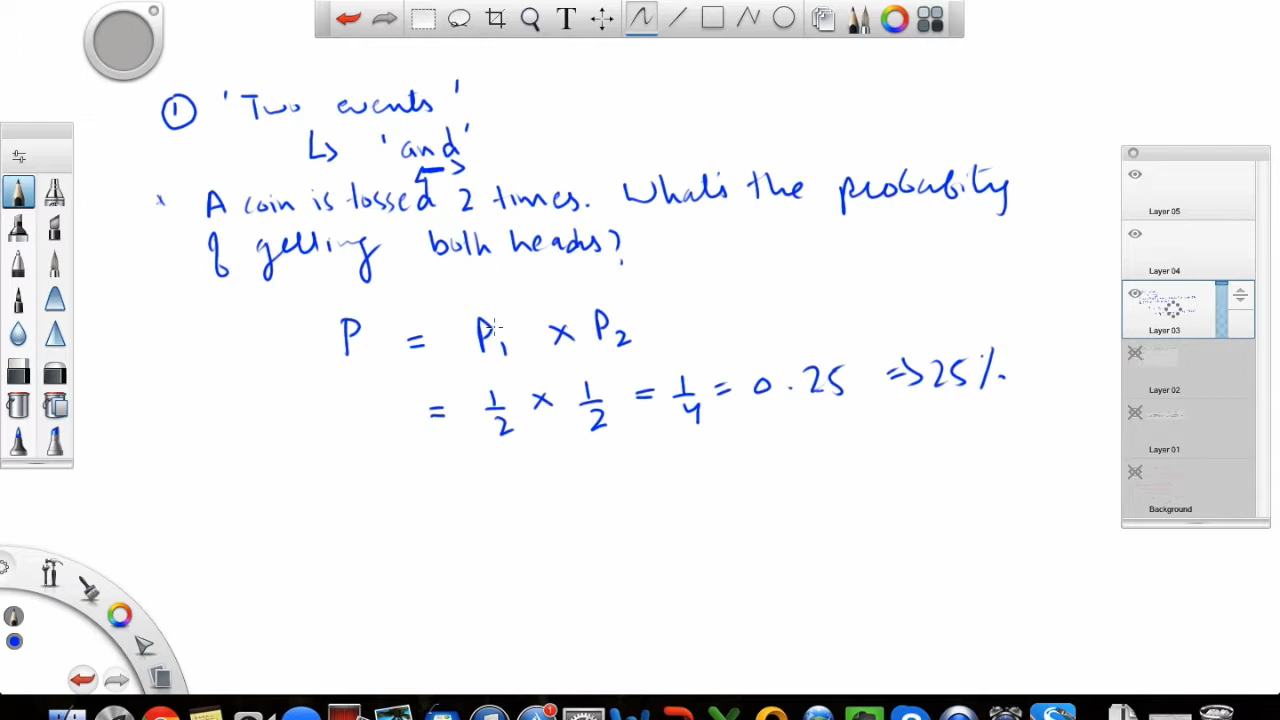 ① 'Two events'
↳ 'and'
* A coin is tossed 2 times. What's the probability
of getting both heads?
P = P₁ × P₂
= 1/2 × 1/2 = 1/4 = 0.25 => 25%
Layer 05
Layer 04
Layer 03
Layer 02
Layer 01
Background